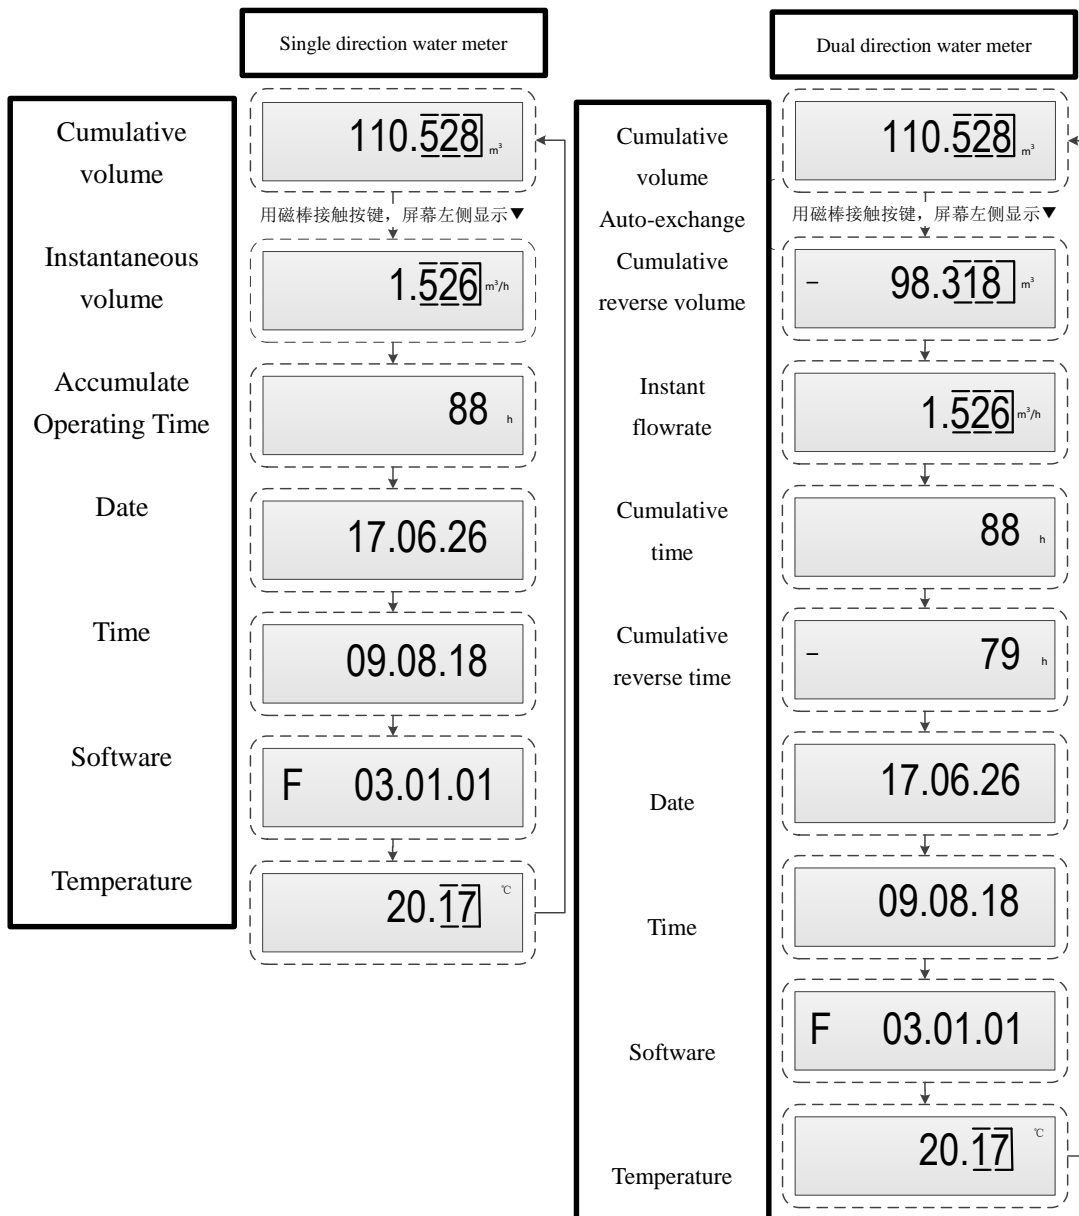 Single direction water meter
Cumulative
volume
110.528 m³
用磁棒接触按键，屏幕左侧显示▼
Instantaneous
volume
1.526 m³/h
Accumulate
Operating Time
88 h
Date
17.06.26
Time
09.08.18
Software
F 03.01.01
Temperature
20.17 ℃
Dual direction water meter
Cumulative
volume
110.528 m³
用磁棒接触按键，屏幕左侧显示▼
Auto-exchange
Cumulative
reverse volume
− 98.318 m³
Instant
flowrate
1.526 m³/h
Cumulative
time
88 h
Cumulative
reverse time
− 79 h
Date
17.06.26
Time
09.08.18
Software
F 03.01.01
Temperature
20.17 ℃